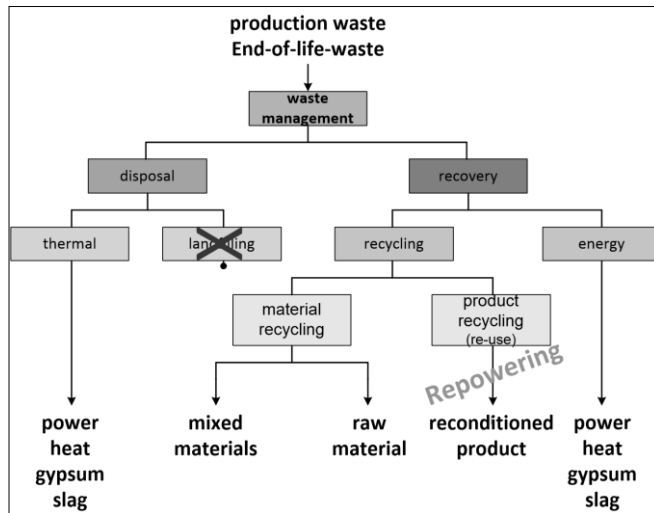 production waste
End-of-life-waste
waste
management
disposal
recovery
thermal
landfilling
recycling
energy
material
recycling
product
recycling
(re-use)
Repowering
power
heat
gypsum
slag
mixed
materials
raw
material
reconditioned
product
power
heat
gypsum
slag